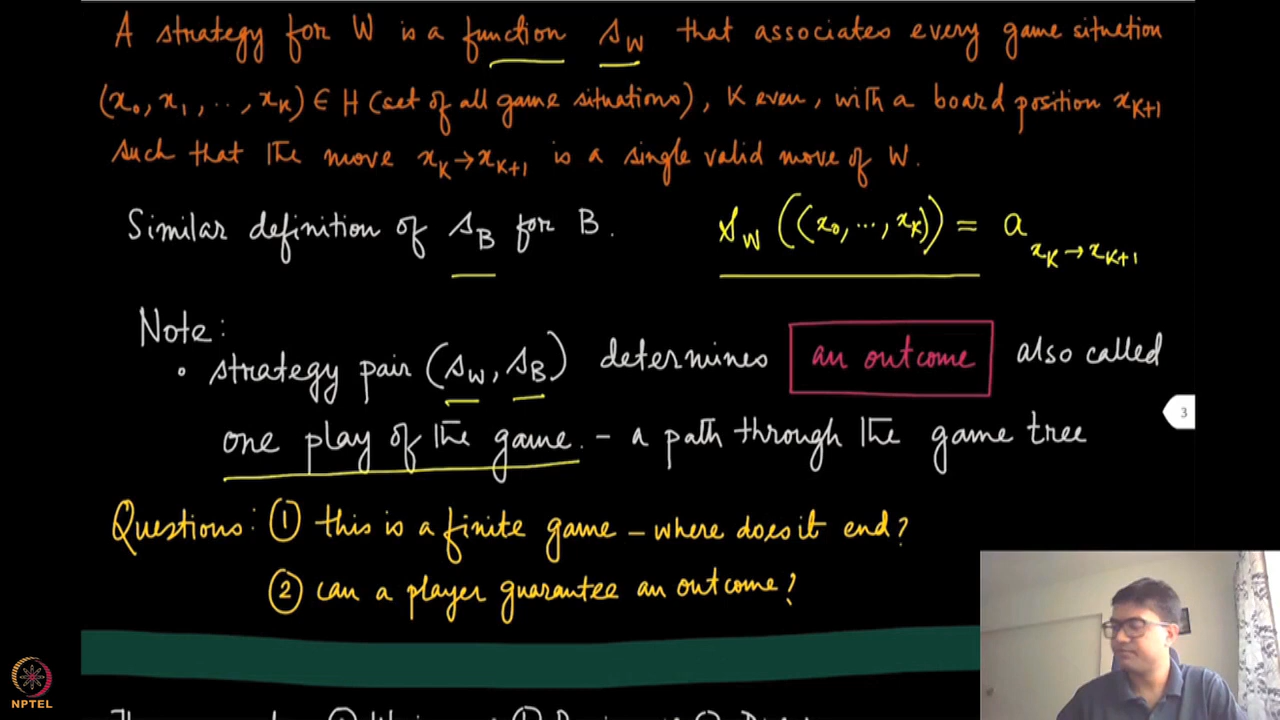 A strategy for W is a function s_W that associates every game situation
(x_0, x_1, .., x_K) ∈ H (set of all game situations), K even, with a board position x_{K+1}
such that the move x_K → x_{K+1} is a single valid move of W.
Similar definition of s_B for B. s_W ((x_0, ..., x_K)) = a_{x_K → x_{K+1}}
Note:
• strategy pair (s_W, s_B) determines an outcome also called
one play of the game. – a path through the game tree
3
Questions: ① this is a finite game – where does it end?
② can a player guarantee an outcome?
NPTEL